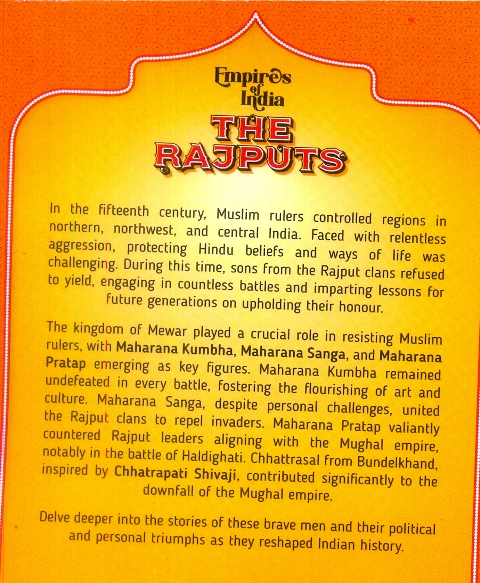 Empires
of
India
THE
RAJPUTS
In the fifteenth century, Muslim rulers controlled regions in
northern, northwest, and central India. Faced with relentless
aggression, protecting Hindu beliefs and ways of life was
challenging. During this time, sons from the Rajput clans refused
to yield, engaging in countless battles and imparting lessons for
future generations on upholding their honour.
The kingdom of Mewar played a crucial role in resisting Muslim
rulers, with Maharana Kumbha, Maharana Sanga, and Maharana
Pratap emerging as key figures. Maharana Kumbha remained
undefeated in every battle, fostering the flourishing of art and
culture. Maharana Sanga, despite personal challenges, united
the Rajput clans to repel invaders. Maharana Pratap valiantly
countered Rajput leaders aligning with the Mughal empire,
notably in the battle of Haldighati. Chhattrasal from Bundelkhand,
inspired by Chhatrapati Shivaji, contributed significantly to the
downfall of the Mughal empire.
Delve deeper into the stories of these brave men and their political
and personal triumphs as they reshaped Indian history.